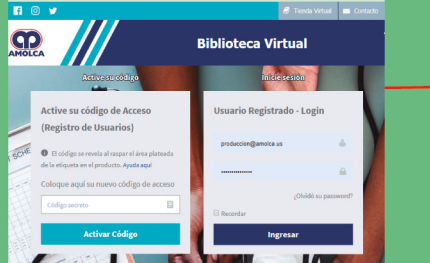 Tienda Virtual
Contacto
AMOLCA
Biblioteca Virtual
Active su código
Inicie sesión
Active su código de Acceso
(Registro de Usuarios)
El código se revela al raspar el área plateada
de la etiqueta en el producto. Ayuda aquí
Coloque aquí su nuevo código de acceso
Código secreto
Activar Código
Usuario Registrado - Login
produccion@amolca.us
••••••••••••••
¿Olvidó su password?
Recordar
Ingresar